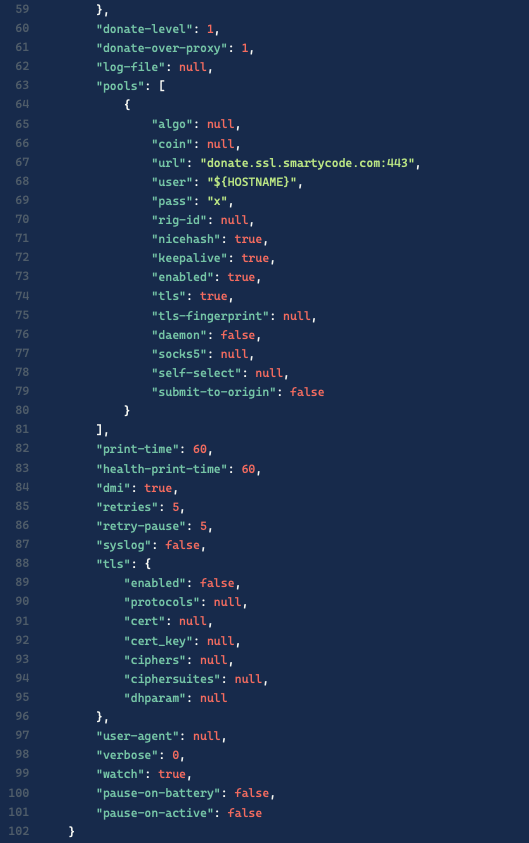 59 },
60 "donate-level": 1,
61 "donate-over-proxy": 1,
62 "log-file": null,
63 "pools": [
64 {
65 "algo": null,
66 "coin": null,
67 "url": "donate.ssl.smartycode.com:443",
68 "user": "${HOSTNAME}",
69 "pass": "x",
70 "rig-id": null,
71 "nicehash": true,
72 "keepalive": true,
73 "enabled": true,
74 "tls": true,
75 "tls-fingerprint": null,
76 "daemon": false,
77 "socks5": null,
78 "self-select": null,
79 "submit-to-origin": false
80 }
81 ],
82 "print-time": 60,
83 "health-print-time": 60,
84 "dmi": true,
85 "retries": 5,
86 "retry-pause": 5,
87 "syslog": false,
88 "tls": {
89 "enabled": false,
90 "protocols": null,
91 "cert": null,
92 "cert_key": null,
93 "ciphers": null,
94 "ciphersuites": null,
95 "dhparam": null
96 },
97 "user-agent": null,
98 "verbose": 0,
99 "watch": true,
100 "pause-on-battery": false,
101 "pause-on-active": false
102 }